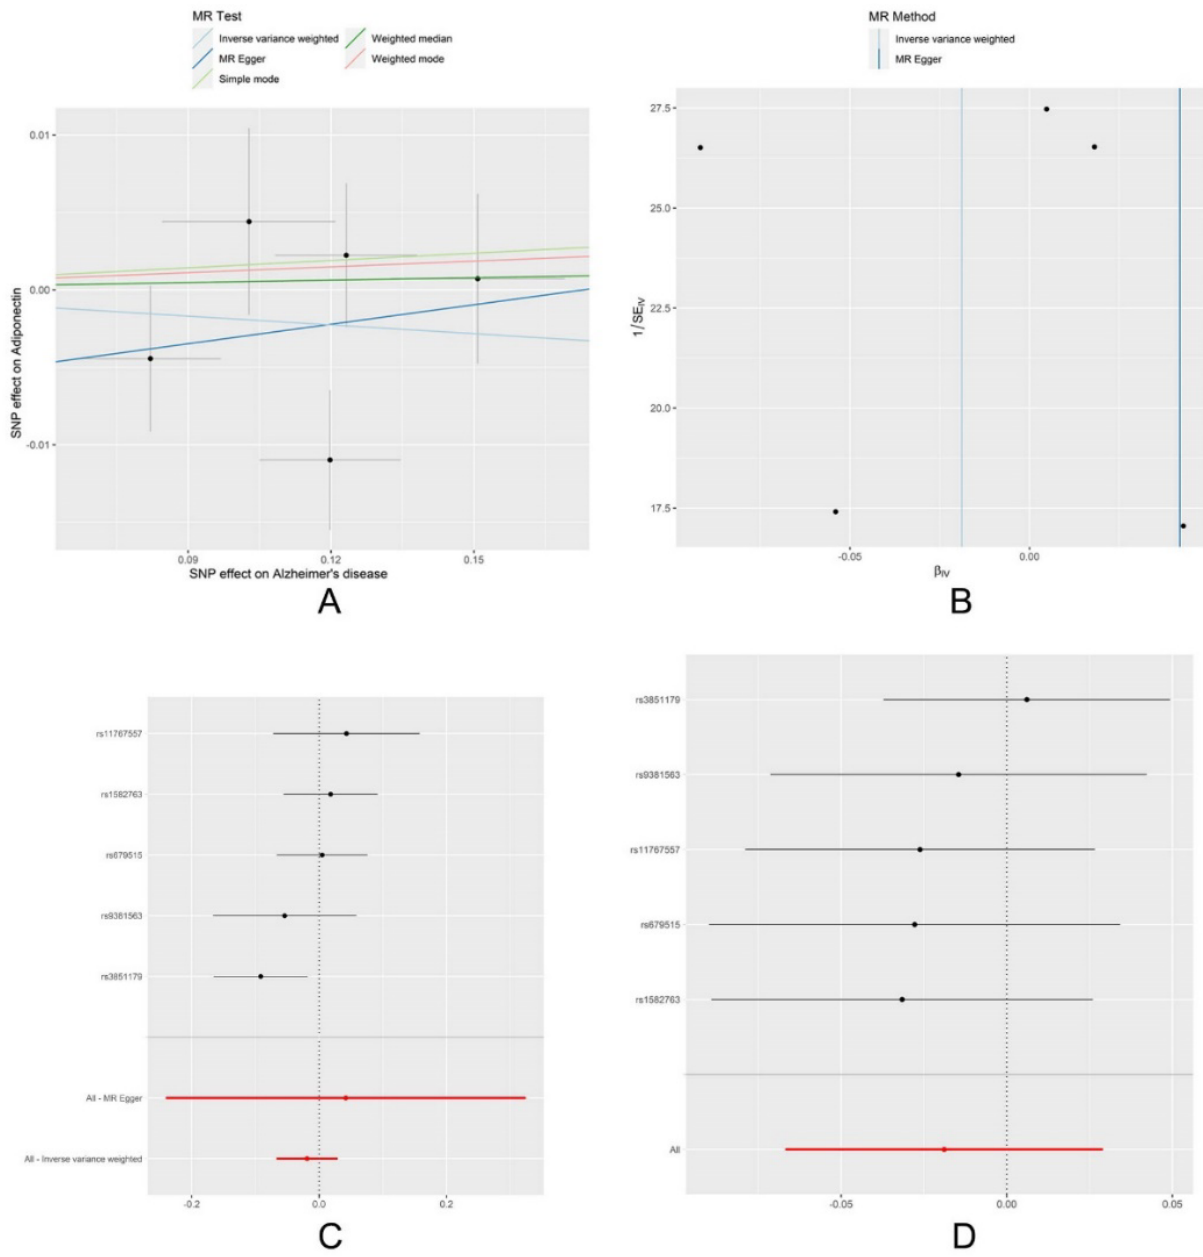 MR Test
Inverse variance weighted
Weighted median
MR Egger
Weighted mode
Simple mode
0.01
0.00
-0.01
SNP effect on Adiponectin
0.09
0.12
0.15
SNP effect on Alzheimer's disease
A
MR Method
Inverse variance weighted
MR Egger
27.5
25.0
22.5
20.0
17.5
1/SE_IV
-0.05
0.00
β_IV
B
rs11767557
rs1582763
rs679515
rs9381563
rs3851179
All - MR Egger
All - Inverse variance weighted
-0.2
0.0
0.2
C
rs3851179
rs9381563
rs11767557
rs679515
rs1582763
All
-0.05
0.00
0.05
D